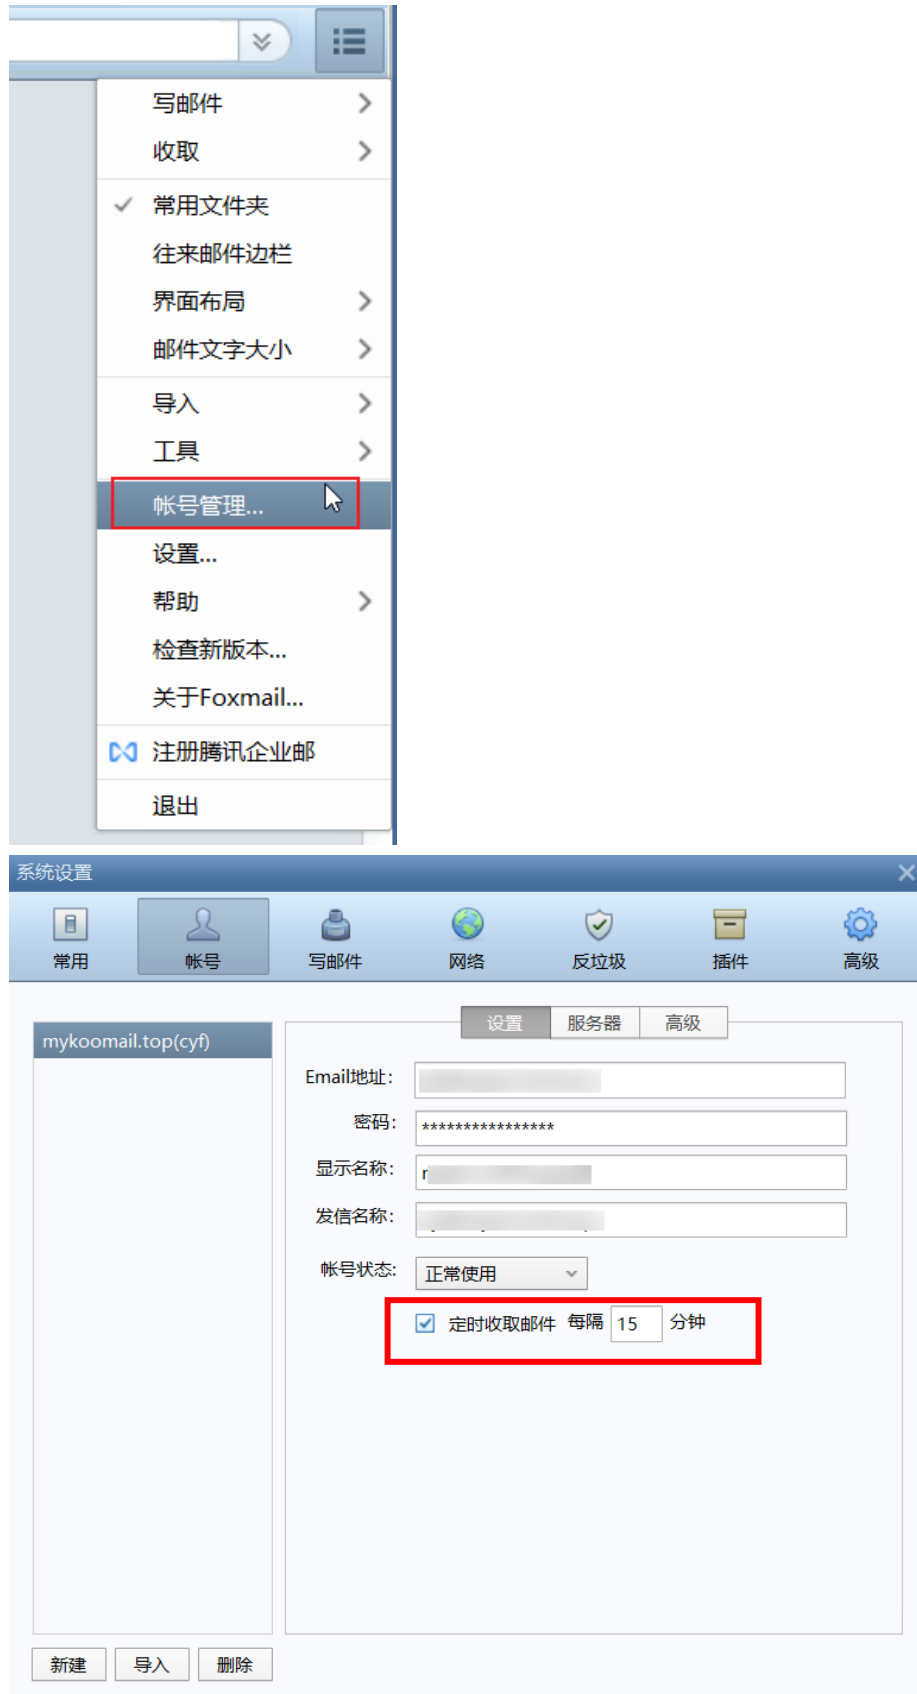 写邮件
收取
常用文件夹
往来邮件边栏
界面布局
邮件文字大小
导入
工具
帐号管理...
设置...
帮助
检查新版本...
关于Foxmail...
注册腾讯企业邮
退出
系统设置
常用 帐号 写邮件 网络 反垃圾 插件 高级
设置 服务器 高级
mykoomail.top(cyf)
Email地址:
密码: ****************
显示名称:
发信名称:
帐号状态: 正常使用
定时收取邮件 每隔 15 分钟
新建 导入 删除